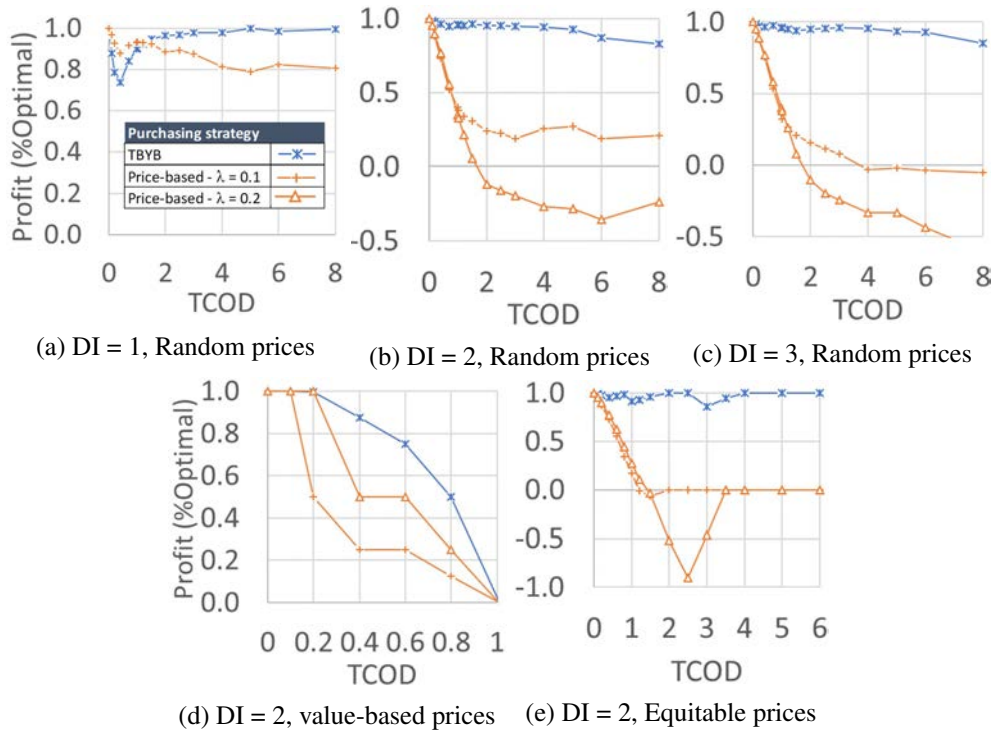 Profit (%Optimal)
1.0
0.8
0.6
0.4
0.2
0.0
Purchasing strategy
TBYB
Price-based - λ = 0.1
Price-based - λ = 0.2
0 2 4 6 8
TCOD
(a) DI = 1, Random prices
1.0
0.5
0.0
-0.5
0 2 4 6 8
TCOD
(b) DI = 2, Random prices
1.0
0.5
0.0
-0.5
0 2 4 6 8
TCOD
(c) DI = 3, Random prices
Profit (%Optimal)
1.0
0.8
0.6
0.4
0.2
0.0
0 0.2 0.4 0.6 0.8 1
TCOD
(d) DI = 2, value-based prices
1.0
0.5
0.0
-0.5
-1.0
0 1 2 3 4 5 6
TCOD
(e) DI = 2, Equitable prices